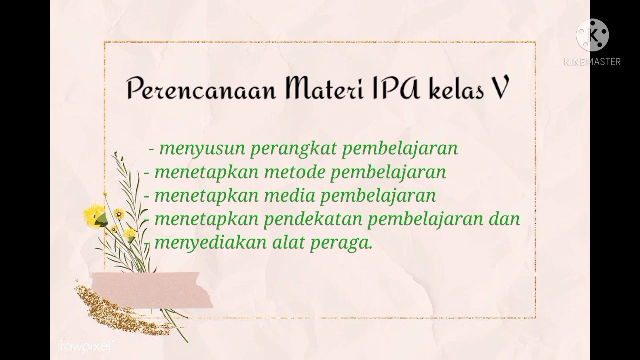 KINEMASTER
Perencanaan Materi IPA kelas V
- menyusun perangkat pembelajaran
- menetapkan metode pembelajaran
- menetapkan media pembelajaran
- menetapkan pendekatan pembelajaran dan
- menyediakan alat peraga.
rawpixel